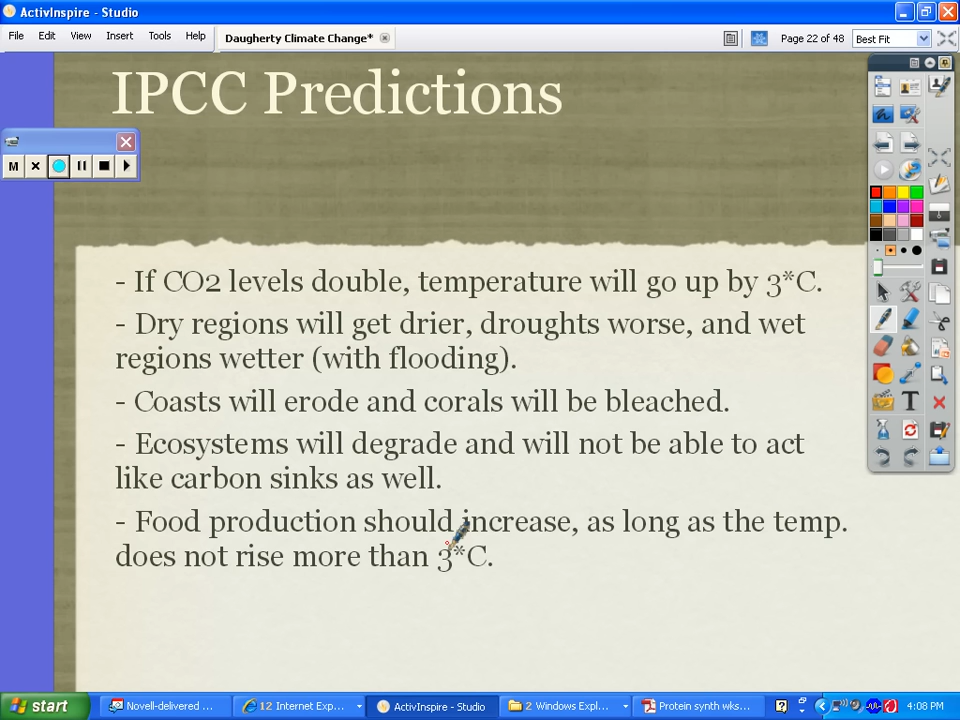 ActivInspire - Studio
File Edit View Insert Tools Help
Daugherty Climate Change*
Page 22 of 48
Best Fit
IPCC Predictions
M
- If CO2 levels double, temperature will go up by 3*C.
- Dry regions will get drier, droughts worse, and wet
regions wetter (with flooding).
- Coasts will erode and corals will be bleached.
- Ecosystems will degrade and will not be able to act
like carbon sinks as well.
- Food production should increase, as long as the temp.
does not rise more than 3*C.
T
start
Novell-delivered ...
12 Internet Exp...
ActivInspire - Studio
2 Windows Expl...
Protein synth wks...
4:08 PM